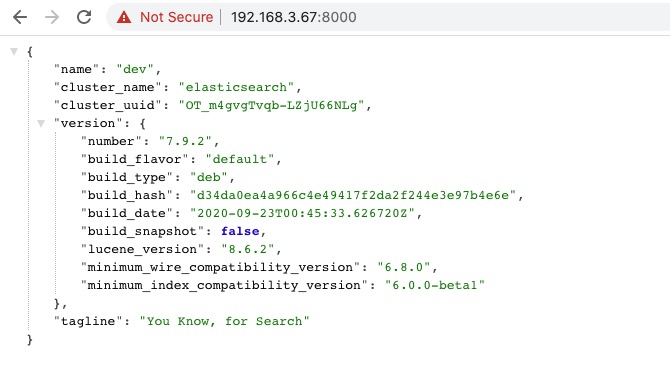 Not Secure | 192.168.3.67:8000
{
"name": "dev",
"cluster_name": "elasticsearch",
"cluster_uuid": "OT_m4gvgTvqb-LZjU66NLg",
"version": {
"number": "7.9.2",
"build_flavor": "default",
"build_type": "deb",
"build_hash": "d34da0ea4a966c4e49417f2da2f244e3e97b4e6e",
"build_date": "2020-09-23T00:45:33.626720Z",
"build_snapshot": false,
"lucene_version": "8.6.2",
"minimum_wire_compatibility_version": "6.8.0",
"minimum_index_compatibility_version": "6.0.0-beta1"
},
"tagline": "You Know, for Search"
}